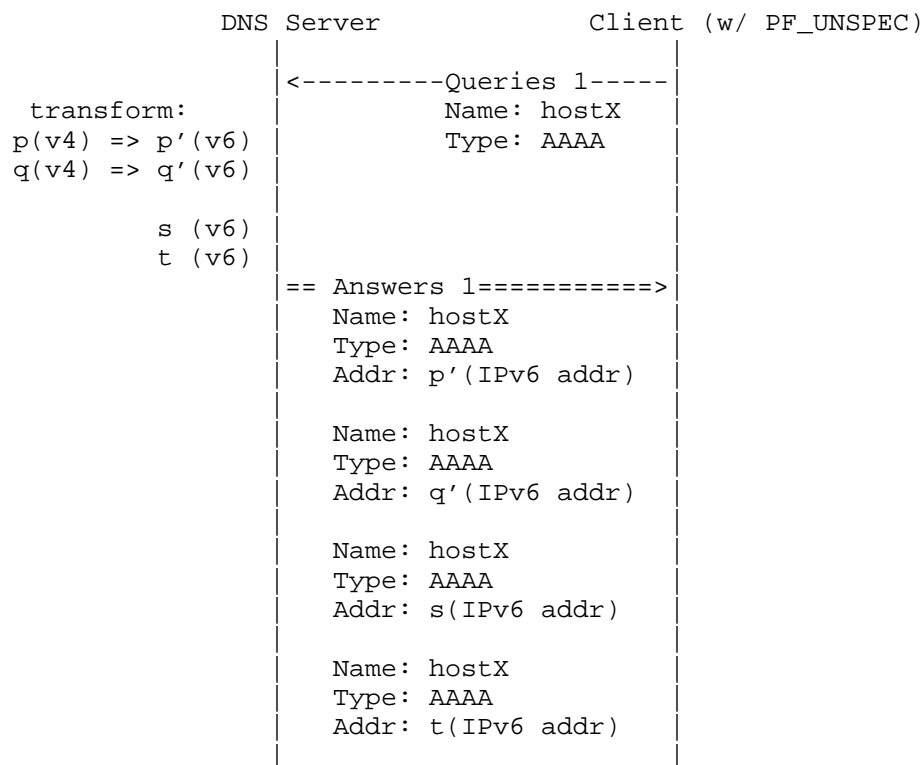 DNS Server Client (w/ PF_UNSPEC)
<---------Queries 1-----
transform: Name: hostX
p(v4) => p'(v6) Type: AAAA
q(v4) => q'(v6)
s (v6)
t (v6)
== Answers 1===========>
Name: hostX
Type: AAAA
Addr: p'(IPv6 addr)
Name: hostX
Type: AAAA
Addr: q'(IPv6 addr)
Name: hostX
Type: AAAA
Addr: s(IPv6 addr)
Name: hostX
Type: AAAA
Addr: t(IPv6 addr)